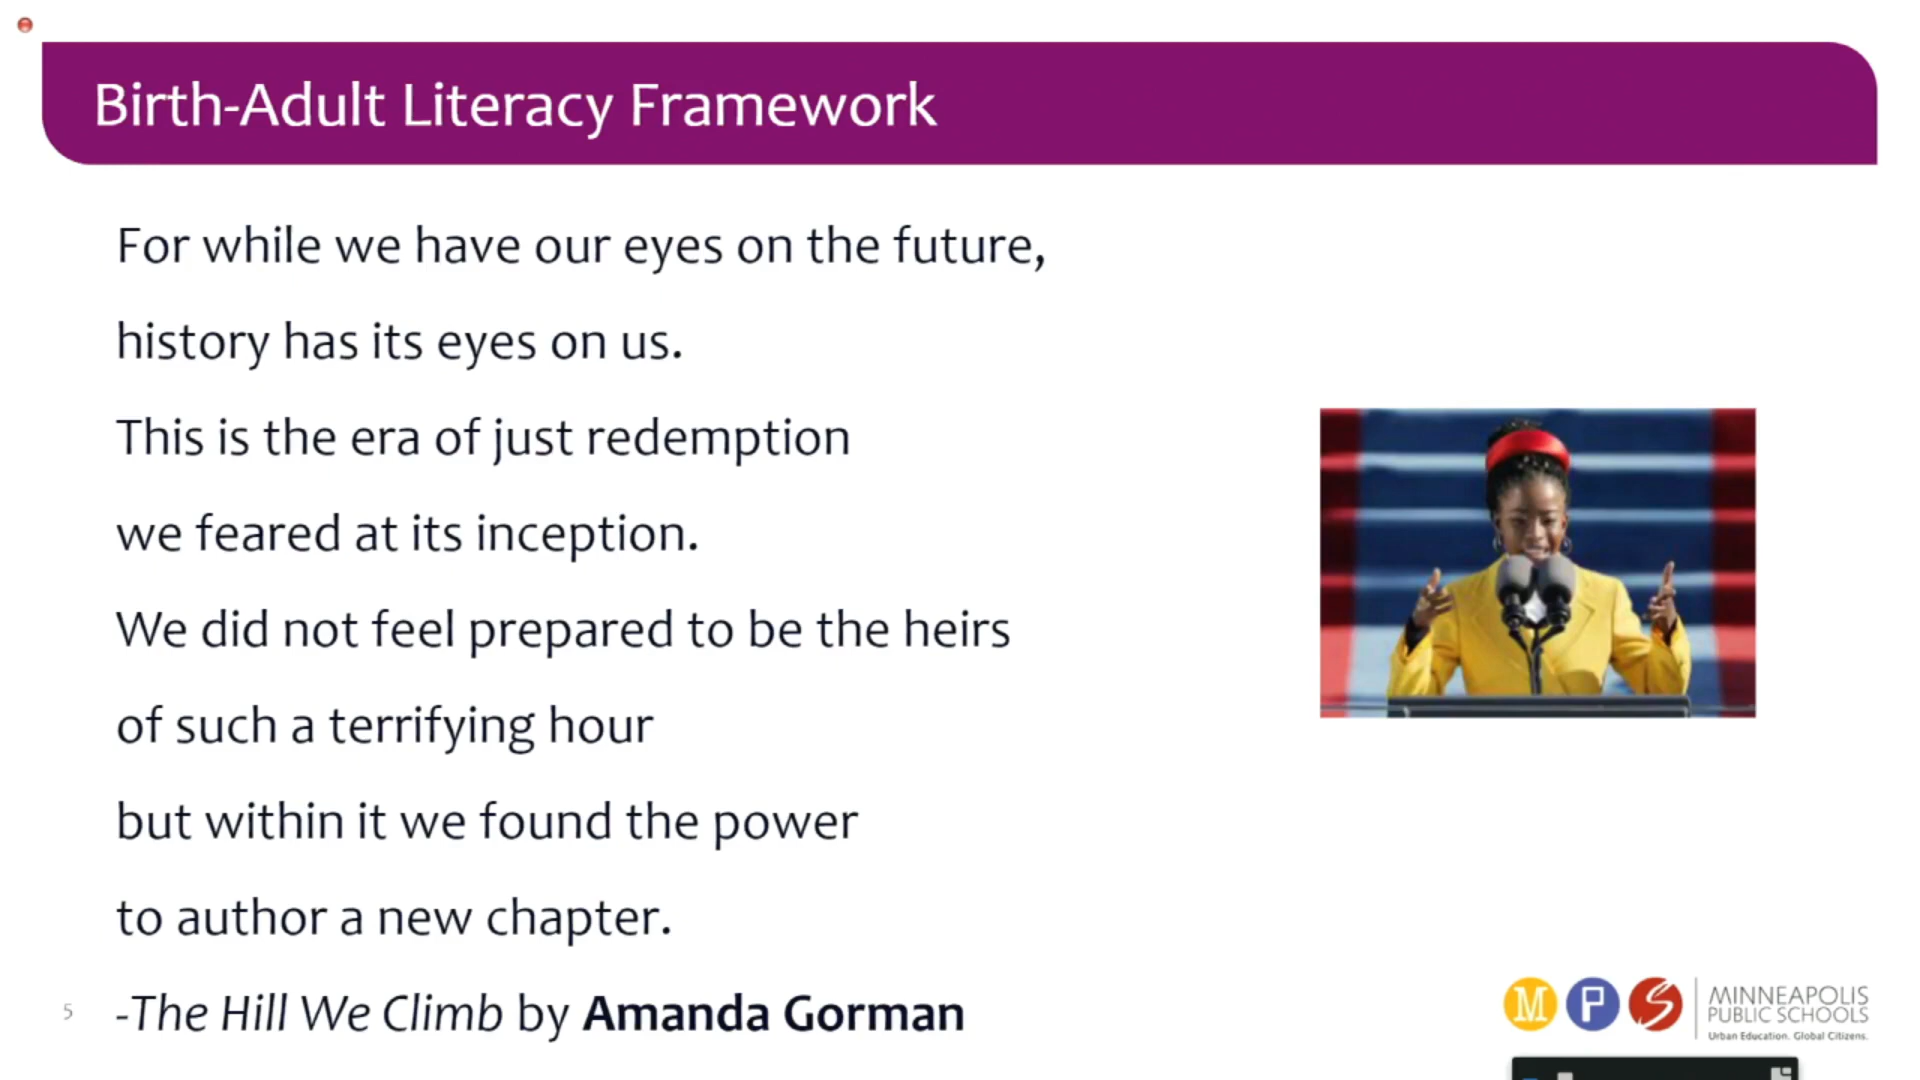 Birth-Adult Literacy Framework
For while we have our eyes on the future,
history has its eyes on us.
This is the era of just redemption
we feared at its inception.
We did not feel prepared to be the heirs
of such a terrifying hour
but within it we found the power
to author a new chapter.
5
-The Hill We Climb by Amanda Gorman
M P S
MINNEAPOLIS
PUBLIC SCHOOLS
Urban Education. Global Citizens.